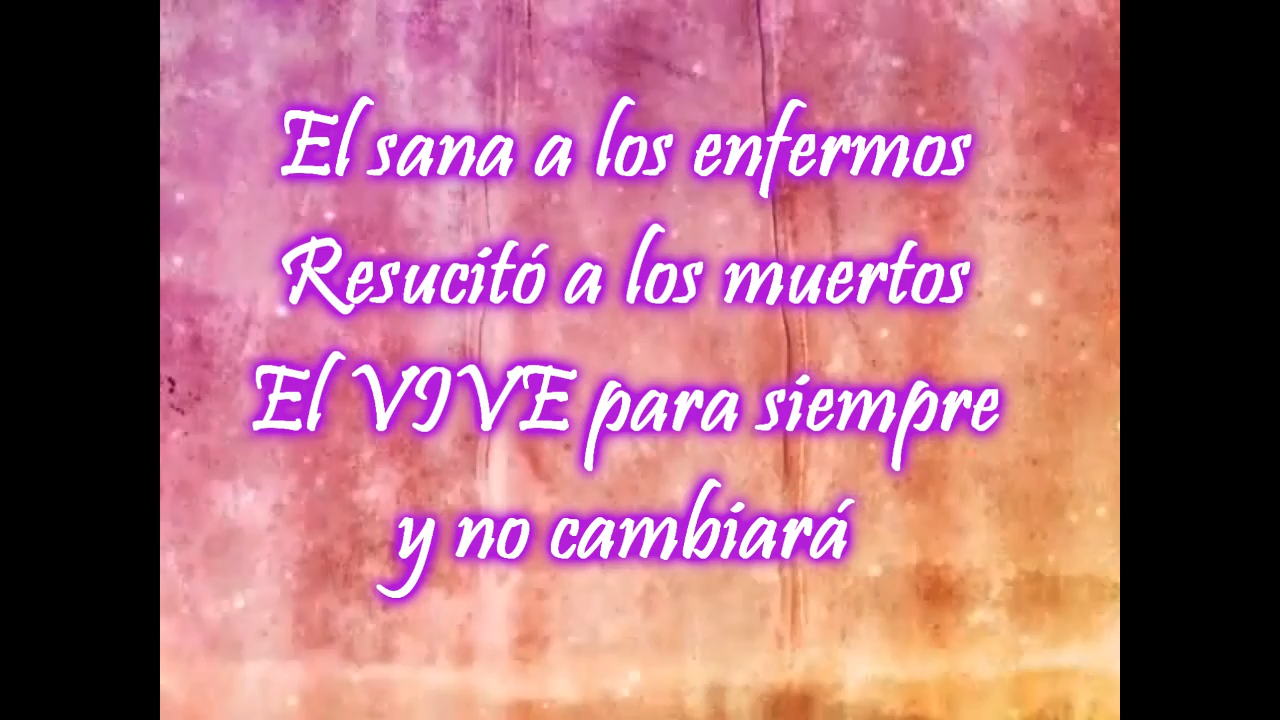 El sana a los enfermos
Resucitó a los muertos
El VIVE para siempre
y no cambiará